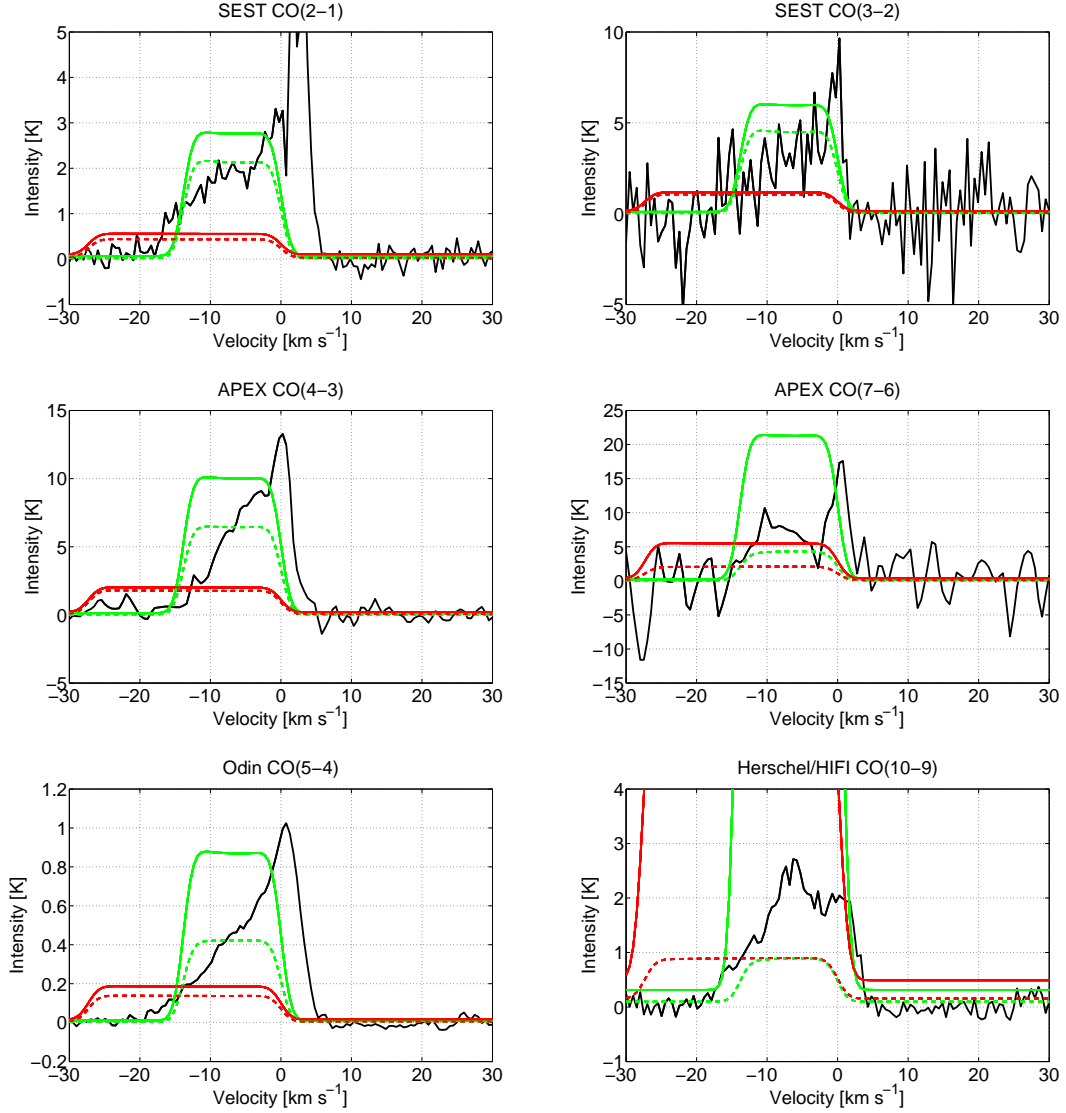 SEST CO(2−1)
5
4
3
2
1
0
−1
Intensity [K]
−30 −20 −10 0 10 20 30
Velocity [km s−1]
SEST CO(3−2)
10
5
0
−5
Intensity [K]
−30 −20 −10 0 10 20 30
Velocity [km s−1]
APEX CO(4−3)
15
10
5
0
−5
Intensity [K]
−30 −20 −10 0 10 20 30
Velocity [km s−1]
APEX CO(7−6)
25
20
15
10
5
0
−5
−10
15
Intensity [K]
−30 −20 −10 0 10 20 30
Velocity [km s−1]
Odin CO(5−4)
1.2
1
0.8
0.6
0.4
0.2
0
−0.2
Intensity [K]
−30 −20 −10 0 10 20 30
Velocity [km s−1]
Herschel/HIFI CO(10−9)
4
3
2
1
0
−1
Intensity [K]
−30 −20 −10 0 10 20 30
Velocity [km s−1]